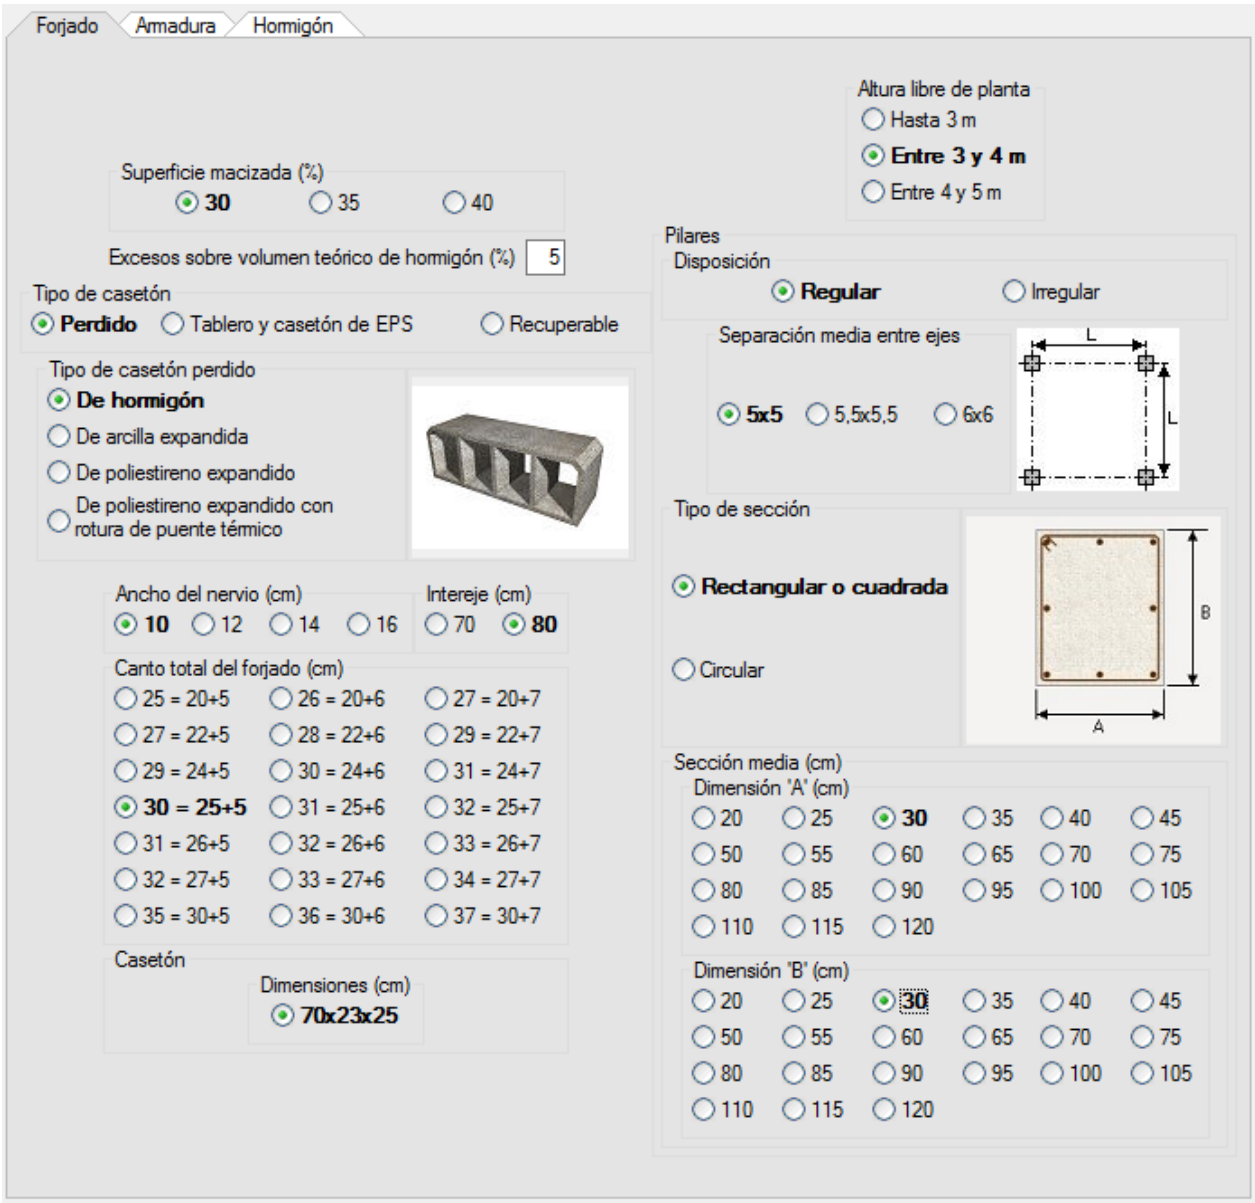 Forjado Armadura Hormigón
Altura libre de planta
Hasta 3 m
Entre 3 y 4 m
Entre 4 y 5 m
Superficie macizada (%)
30 35 40
Excesos sobre volumen teórico de hormigón (%) 5
Tipo de casetón
Perdido Tablero y casetón de EPS Recuperable
Tipo de casetón perdido
De hormigón
De arcilla expandida
De poliestireno expandido
De poliestireno expandido con
rotura de puente térmico
Ancho del nervio (cm) Intereje (cm)
10 12 14 16 70 80
Canto total del forjado (cm)
25 = 20+5 26 = 20+6 27 = 20+7
27 = 22+5 28 = 22+6 29 = 22+7
29 = 24+5 30 = 24+6 31 = 24+7
30 = 25+5 31 = 25+6 32 = 25+7
31 = 26+5 32 = 26+6 33 = 26+7
32 = 27+5 33 = 27+6 34 = 27+7
35 = 30+5 36 = 30+6 37 = 30+7
Casetón
Dimensiones (cm)
70x23x25
Pilares
Disposición
Regular Irregular
Separación media entre ejes
5x5 5,5x5,5 6x6
L
L
Tipo de sección
Rectangular o cuadrada
Circular
B
A
Sección media (cm)
Dimensión 'A' (cm)
20 25 30 35 40 45
50 55 60 65 70 75
80 85 90 95 100 105
110 115 120
Dimensión 'B' (cm)
20 25 30 35 40 45
50 55 60 65 70 75
80 85 90 95 100 105
110 115 120